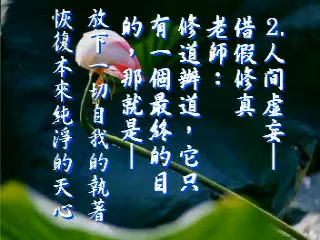 2.人间虛妄—
借假修真
老師：
修道辦道，它只
有一個最終的目
的，那就是—
放下一切自我的執著
恢復本來純淨的天心